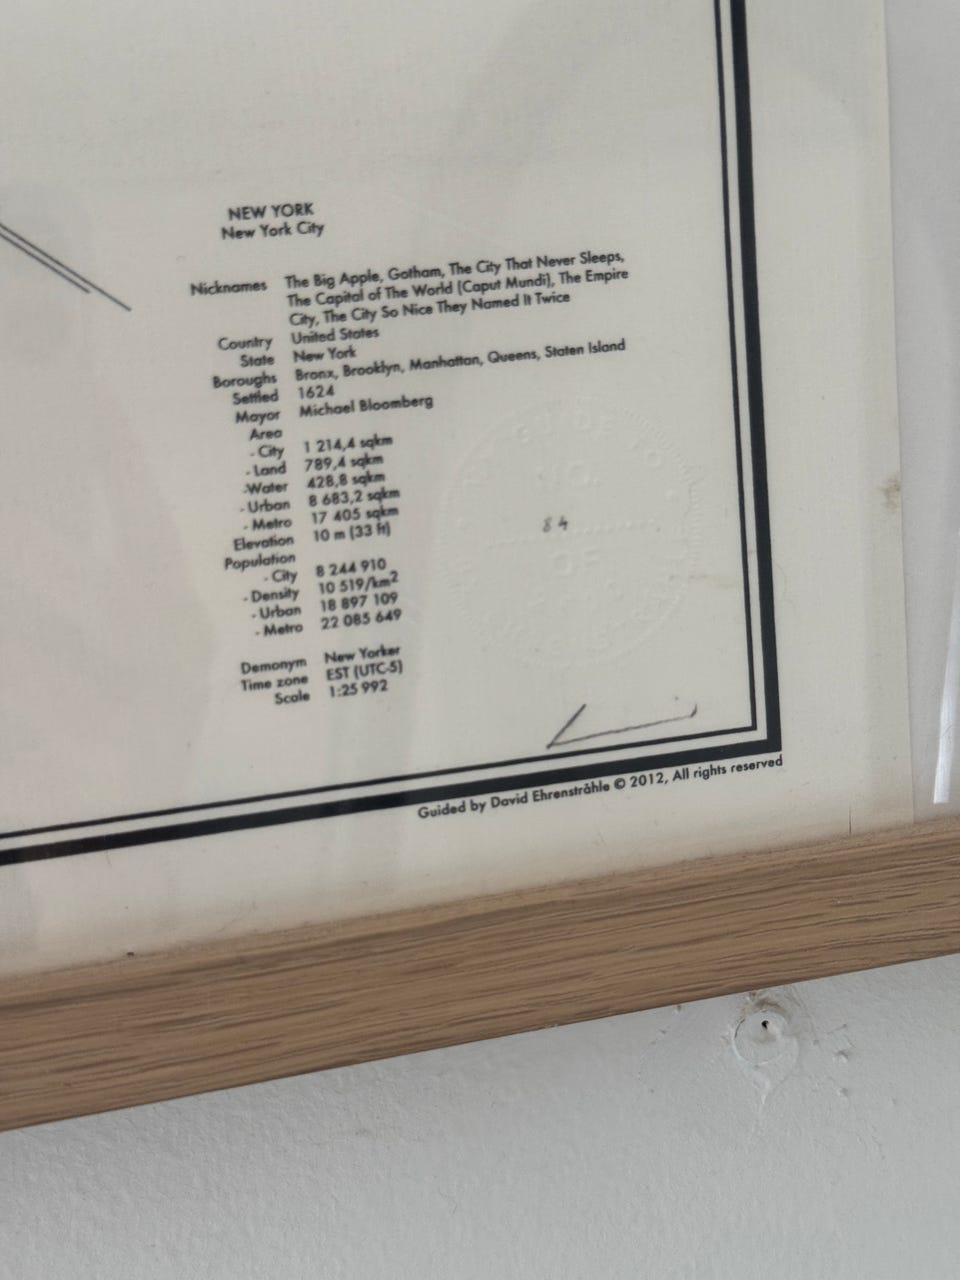 NEW YORK
New York City
Nicknames The Big Apple, Gotham, The City That Never Sleeps,
The Capital of The World (Caput Mundi), The Empire
City, The City So Nice They Named It Twice
Country United States
State New York
Boroughs Bronx, Brooklyn, Manhattan, Queens, Staten Island
Settled 1624
Mayor Michael Bloomberg
Area
- City 1 214,4 sqkm
- Land 789,4 sqkm
-Water 428,8 sqkm
- Urban 8 683,2 sqkm
- Metro 17 405 sqkm
Elevation 10 m (33 ft)
Population
- City 8 244 910
- Density 10 519/km2
- Urban 18 897 109
- Metro 22 085 649
Demonym New Yorker
Time zone EST (UTC-5)
Scale 1:25 992
NO.
84
OF
Guided by David Ehrenstråhle © 2012, All rights reserved